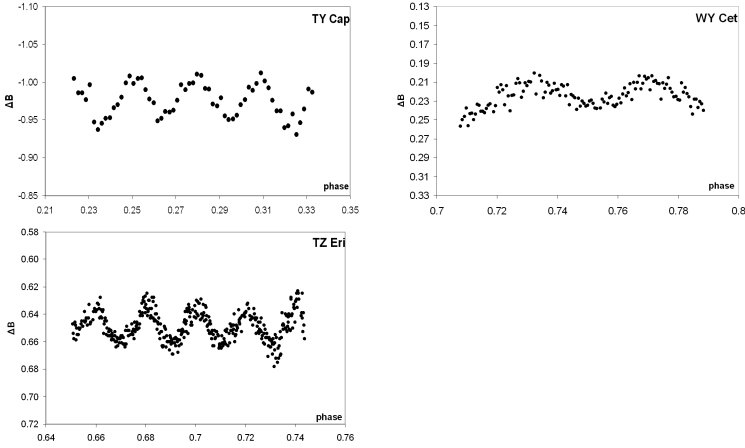 TY Cap
-1.10
-1.05
-1.00
-0.95
-0.90
-0.85
ΔB
phase
0.21 0.23 0.25 0.27 0.29 0.31 0.33 0.35
WY Cet
0.13
0.15
0.17
0.19
0.21
0.23
0.25
0.27
0.29
0.31
0.33
ΔB
phase
0.7 0.72 0.74 0.76 0.78 0.8
TZ Eri
0.58
0.60
0.62
0.64
0.66
0.68
0.70
0.72
ΔB
phase
0.64 0.66 0.68 0.7 0.72 0.74 0.76